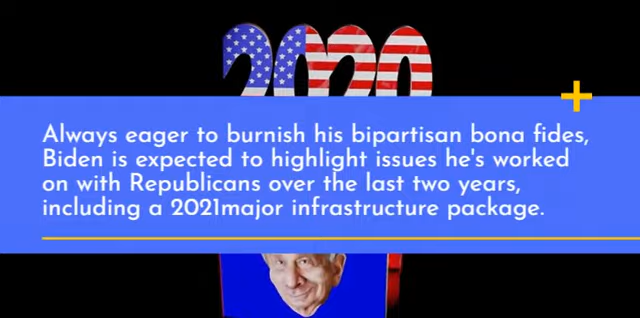 2020
Always eager to burnish his bipartisan bona fides,
Biden is expected to highlight issues he's worked
on with Republicans over the last two years,
including a 2021major infrastructure package.